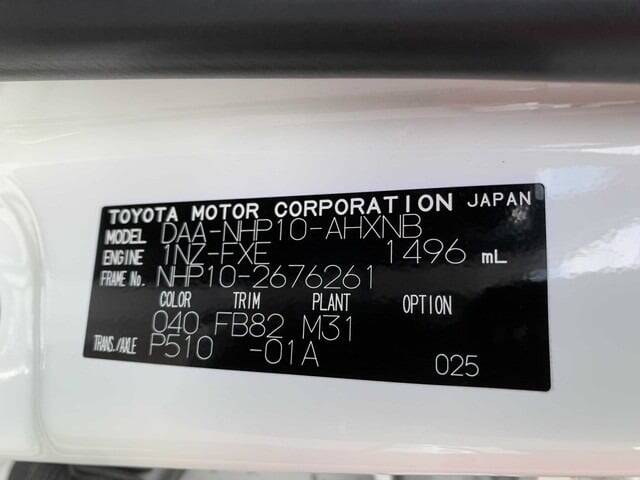 TOYOTA MOTOR CORPORATION JAPAN
MODEL DAA-NHP10-AHXNB
ENGINE 1NZ-FXE 1496 mL
FRAME No. NHP10-2676261
COLOR TRIM PLANT OPTION
040 FB82 M31
TRANS./AXLE P510 -01A 025